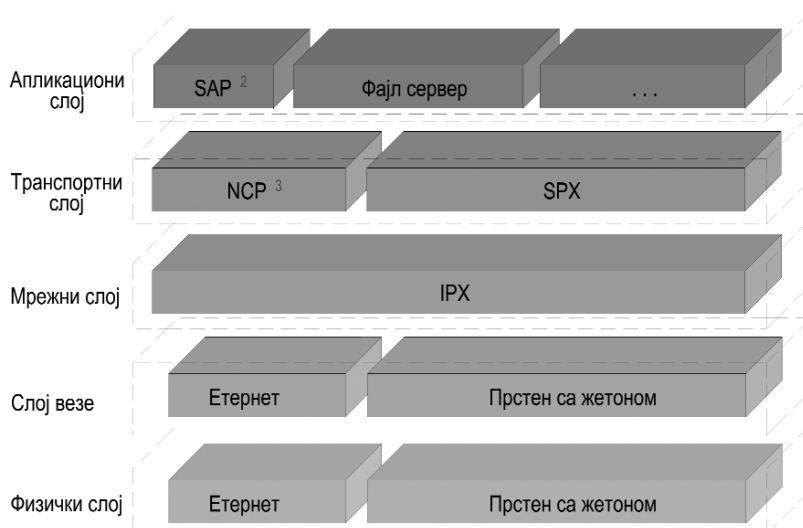 Апликациони
слој
SAP 2
Фајл сервер
. . .
Транспортни
слој
NCP 3
SPX
Мрежни слој
IPX
Слој везе
Етернет
Прстен са жетоном
Физички слој
Етернет
Прстен са жетоном